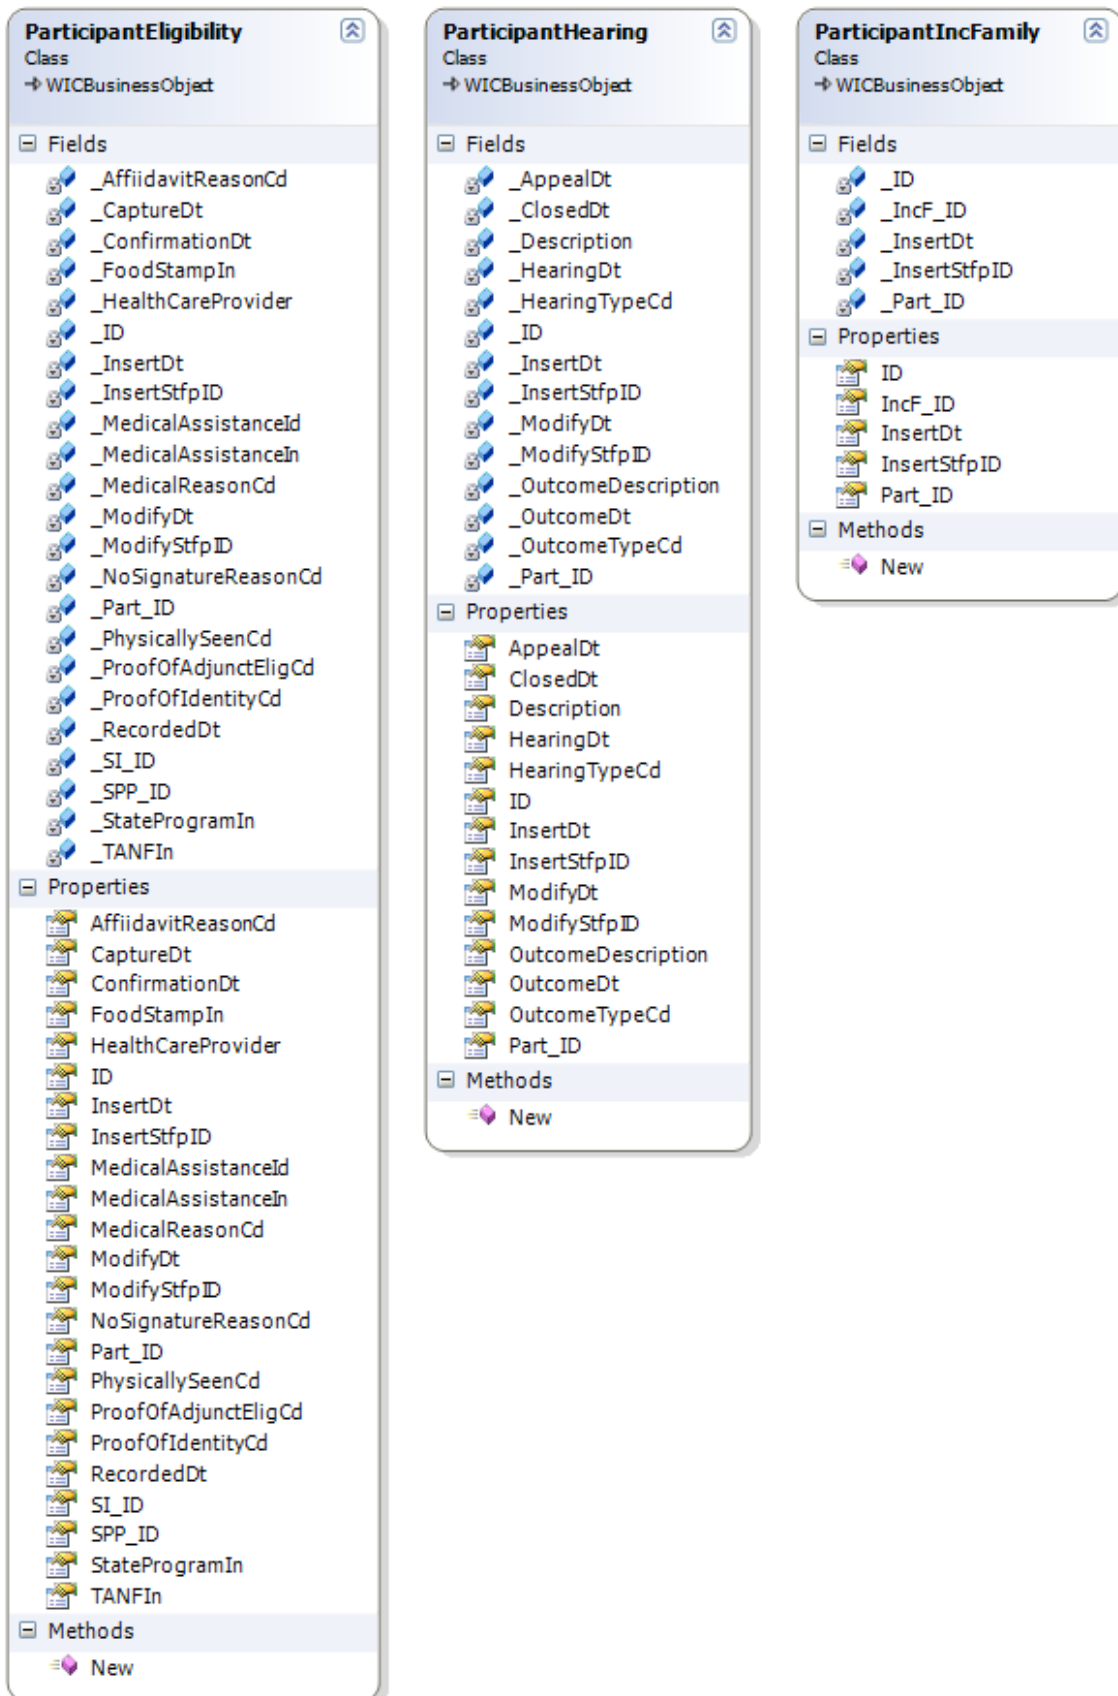 ParticipantEligibility
Class
WICBusinessObject
Fields
_AffiidavitReasonCd
_CaptureDt
_ConfirmationDt
_FoodStampIn
_HealthCareProvider
_ID
_InsertDt
_InsertStfpID
_MedicalAssistanceId
_MedicalAssistanceIn
_MedicalReasonCd
_ModifyDt
_ModifyStfpID
_NoSignatureReasonCd
_Part_ID
_PhysicallySeenCd
_ProofOfAdjunctEligCd
_ProofOfIdentityCd
_RecordedDt
_SI_ID
_SPP_ID
_StateProgramIn
_TANFIn
Properties
AffiidavitReasonCd
CaptureDt
ConfirmationDt
FoodStampIn
HealthCareProvider
ID
InsertDt
InsertStfpID
MedicalAssistanceId
MedicalAssistanceIn
MedicalReasonCd
ModifyDt
ModifyStfpID
NoSignatureReasonCd
Part_ID
PhysicallySeenCd
ProofOfAdjunctEligCd
ProofOfIdentityCd
RecordedDt
SI_ID
SPP_ID
StateProgramIn
TANFIn
Methods
New
ParticipantHearing
Class
WICBusinessObject
Fields
_AppealDt
_ClosedDt
_Description
_HearingDt
_HearingTypeCd
_ID
_InsertDt
_InsertStfpID
_ModifyDt
_ModifyStfpID
_OutcomeDescription
_OutcomeDt
_OutcomeTypeCd
_Part_ID
Properties
AppealDt
ClosedDt
Description
HearingDt
HearingTypeCd
ID
InsertDt
InsertStfpID
ModifyDt
ModifyStfpID
OutcomeDescription
OutcomeDt
OutcomeTypeCd
Part_ID
Methods
New
ParticipantIncFamily
Class
WICBusinessObject
Fields
_ID
_IncF_ID
_InsertDt
_InsertStfpID
_Part_ID
Properties
ID
IncF_ID
InsertDt
InsertStfpID
Part_ID
Methods
New